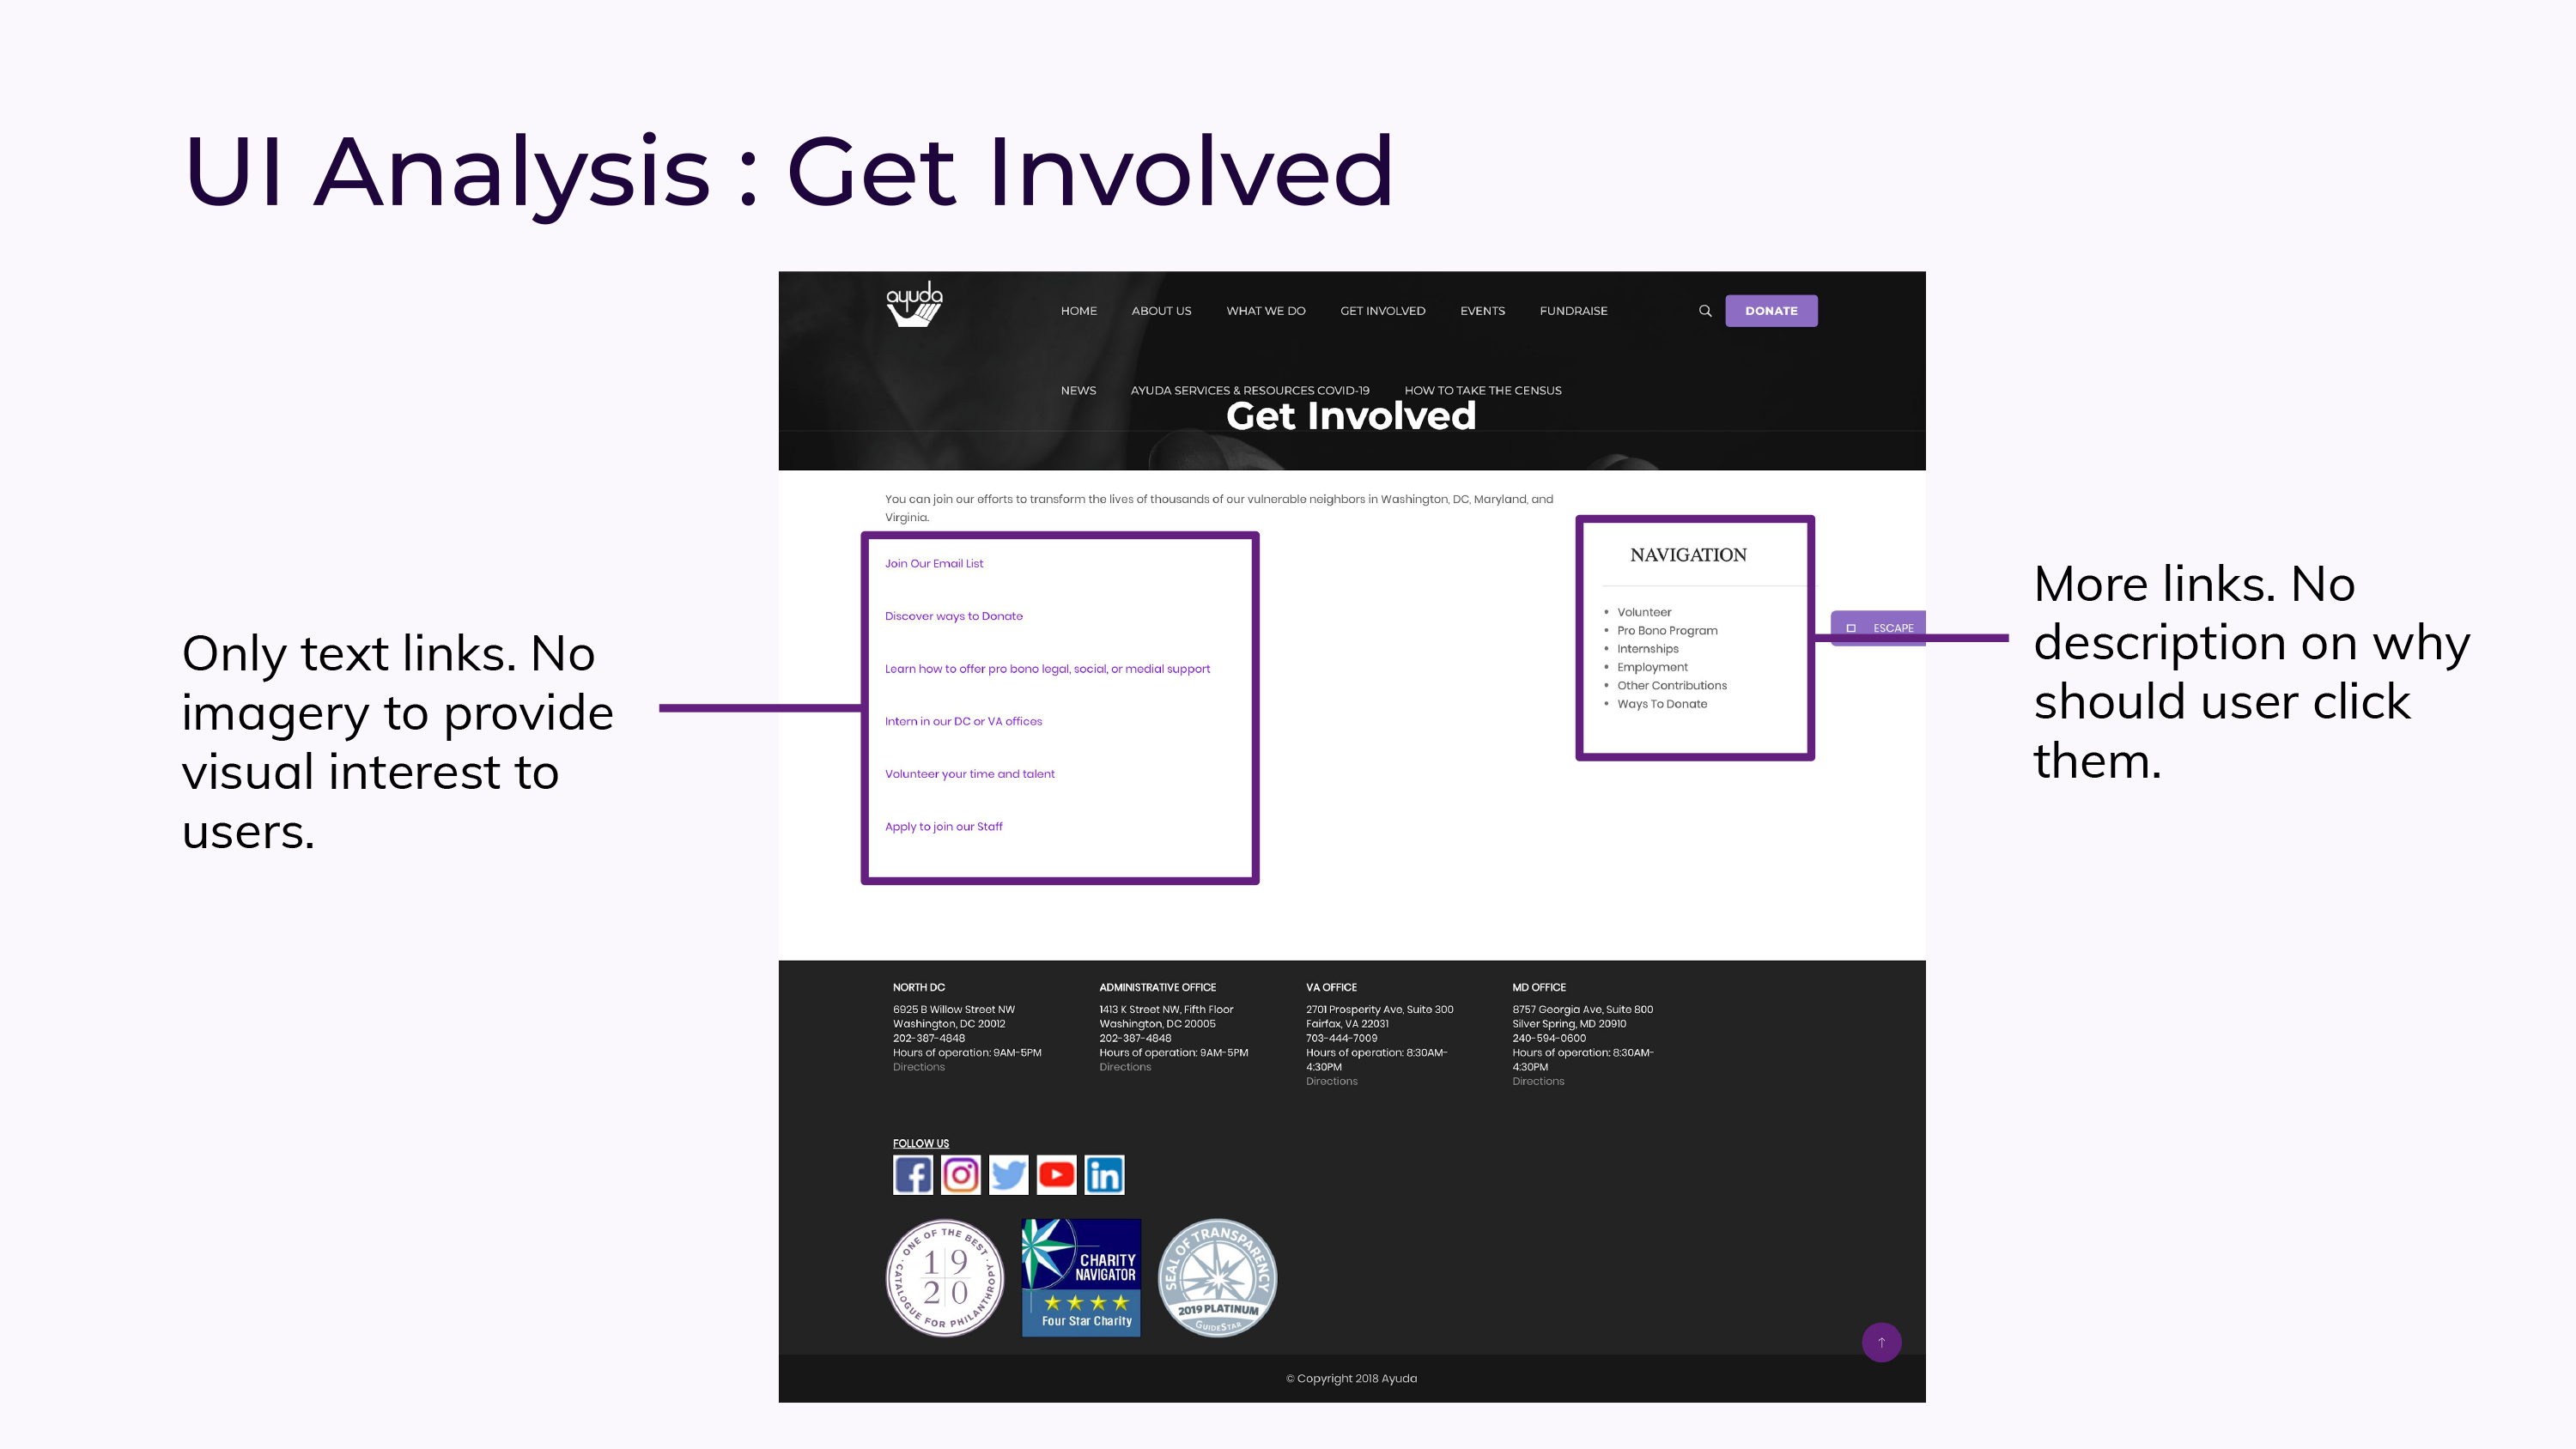 UI Analysis : Get Involved
ayuda
HOME ABOUT US WHAT WE DO GET INVOLVED EVENTS FUNDRAISE DONATE
NEWS AYUDA SERVICES & RESOURCES COVID-19 HOW TO TAKE THE CENSUS
Get Involved
You can join our efforts to transform the lives of thousands of our vulnerable neighbors in Washington, DC, Maryland, and
Virginia.
Join Our Email List
Discover ways to Donate
Learn how to offer pro bono legal, social, or medial support
Intern in our DC or VA offices
Volunteer your time and talent
Apply to join our Staff
NAVIGATION
• Volunteer
• Pro Bono Program
• Internships
• Employment
• Other Contributions
• Ways To Donate
ESCAPE
Only text links. No
imagery to provide
visual interest to
users.
More links. No
description on why
should user click
them.
NORTH DC
6925 B Willow Street NW
Washington, DC 20012
202-387-4848
Hours of operation: 9AM-5PM
Directions
ADMINISTRATIVE OFFICE
1413 K Street NW, Fifth Floor
Washington, DC 20005
202-387-4848
Hours of operation: 9AM-5PM
Directions
VA OFFICE
2701 Prosperity Ave, Suite 300
Fairfax, VA 22031
703-444-7009
Hours of operation: 8:30AM-
4:30PM
Directions
MD OFFICE
8757 Georgia Ave, Suite 800
Silver Spring, MD 20910
240-594-0600
Hours of operation: 8:30AM-
4:30PM
Directions
FOLLOW US
in
ONE OF THE BEST
19
20
CATALOGUE FOR PHILANTHROPY
CHARITY
NAVIGATOR
Four Star Charity
SEAL OF TRANSPARENCY
2019 PLATINUM
GUIDESTAR
© Copyright 2018 Ayuda